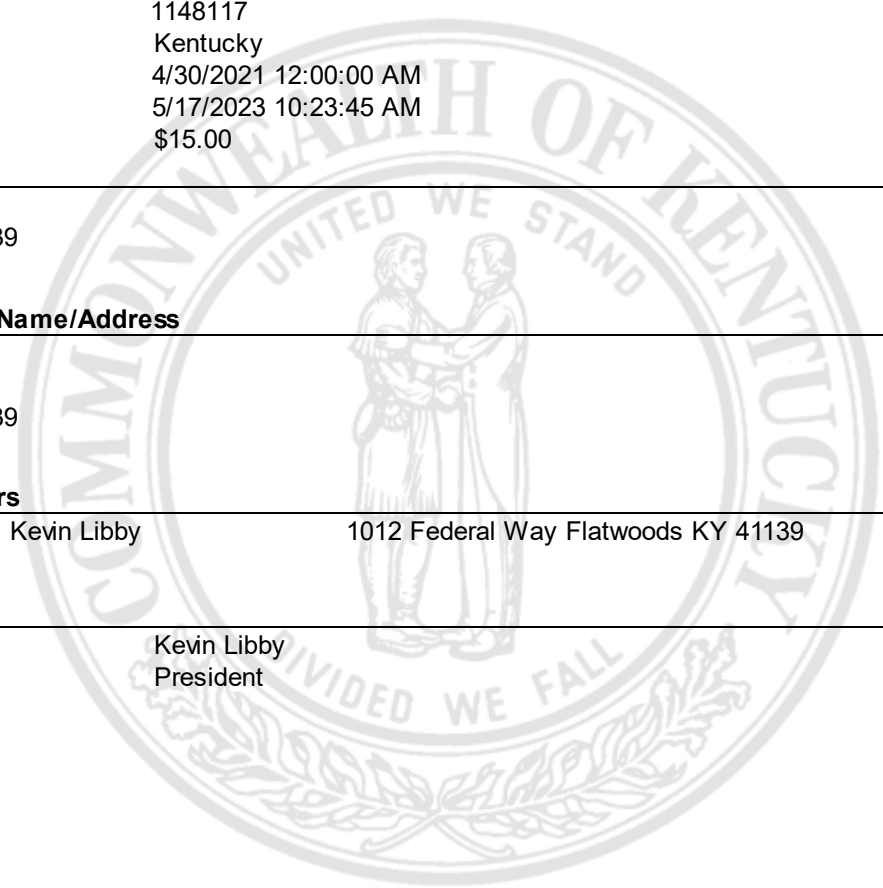 1148117
Kentucky
4/30/2021 12:00:00 AM
5/17/2023 10:23:45 AM
$15.00
COMMONWEALTH OF KENTUCKY
UNITED WE STAND
39
Name/Address
39
rs
Kevin Libby 1012 Federal Way Flatwoods KY 41139
Kevin Libby
President
DIVIDED WE FALL